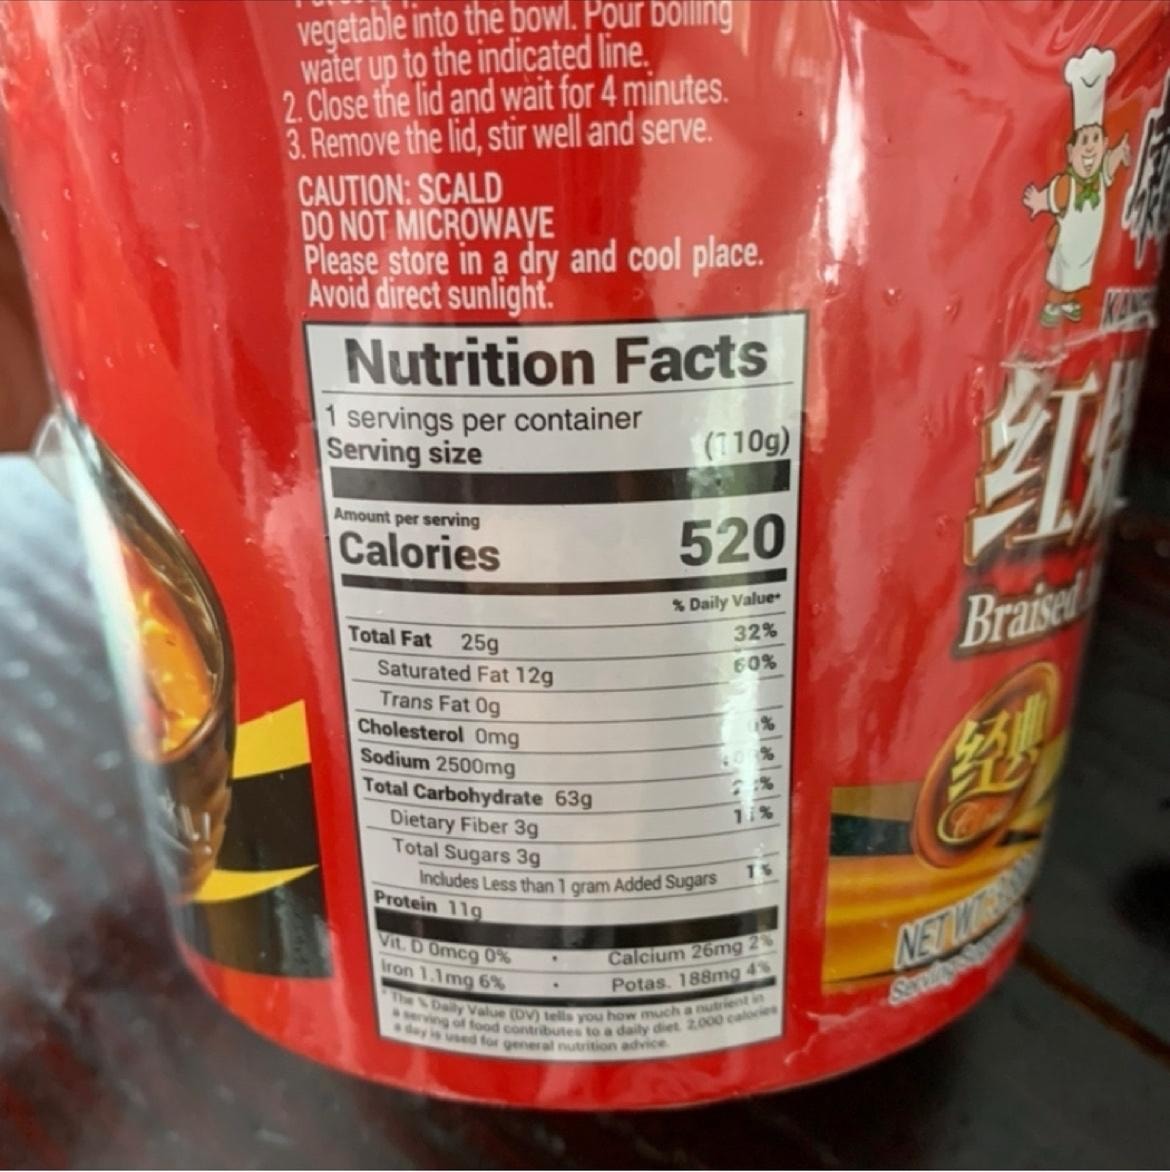 vegetable into the bowl. Pour boiling
water up to the indicated line.
2. Close the lid and wait for 4 minutes.
3. Remove the lid, stir well and serve.
CAUTION: SCALD
DO NOT MICROWAVE
Please store in a dry and cool place.
Avoid direct sunlight.
Nutrition Facts
1 servings per container
Serving size (110g)
Amount per serving
Calories 520
% Daily Value*
Total Fat 25g 32%
Saturated Fat 12g 60%
Trans Fat 0g
Cholesterol 0mg %
Sodium 2500mg %
Total Carbohydrate 63g %
Dietary Fiber 3g %
Total Sugars 3g
Includes Less than 1 gram Added Sugars 1%
Protein 11g
Vit. D 0mcg 0% • Calcium 26mg 2%
Iron 1.1mg 6% • Potas. 188mg 4%
* The % Daily Value (DV) tells you how much a nutrient in
a serving of food contributes to a daily diet. 2,000 calories
a day is used for general nutrition advice.
红
Braised
经典
NET WT